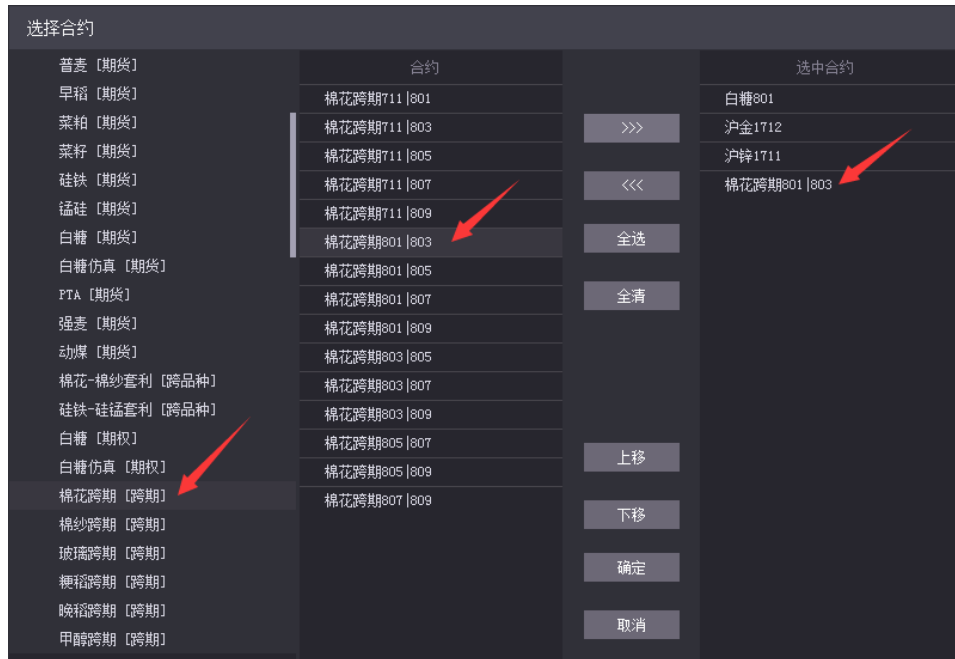 选择合约
普麦 [期货]
早稻 [期货]
菜粕 [期货]
菜籽 [期货]
硅铁 [期货]
锰硅 [期货]
白糖 [期货]
白糖仿真 [期货]
PTA [期货]
强麦 [期货]
动煤 [期货]
棉花-棉纱套利 [跨品种]
硅铁-硅锰套利 [跨品种]
白糖 [期权]
白糖仿真 [期权]
棉花跨期 [跨期]
棉纱跨期 [跨期]
玻璃跨期 [跨期]
粳稻跨期 [跨期]
晚稻跨期 [跨期]
甲醇跨期 [跨期]
合约
棉花跨期711|801
棉花跨期711|803
棉花跨期711|805
棉花跨期711|807
棉花跨期711|809
棉花跨期801|803
棉花跨期801|805
棉花跨期801|807
棉花跨期801|809
棉花跨期803|805
棉花跨期803|807
棉花跨期803|809
棉花跨期805|807
棉花跨期805|809
棉花跨期807|809
>>>
<<<
全选
全清
上移
下移
确定
取消
选中合约
白糖801
沪金1712
沪锌1711
棉花跨期801|803